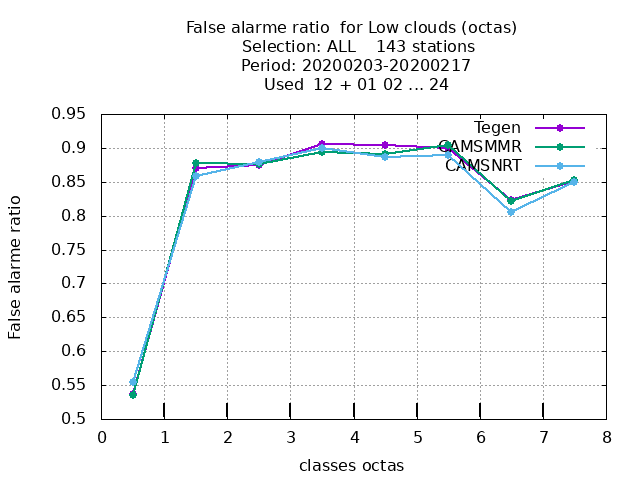 False alarme ratio  for Low clouds (octas)
Selection: ALL    143 stations
Period: 20200203-20200217
Used  12 + 01 02 ... 24
Tegen
CAMSMMR
CAMSNRT
False alarme ratio
0.95
0.9
0.85
0.8
0.75
0.7
0.65
0.6
0.55
0.5
0 1 2 3 4 5 6 7 8
classes octas